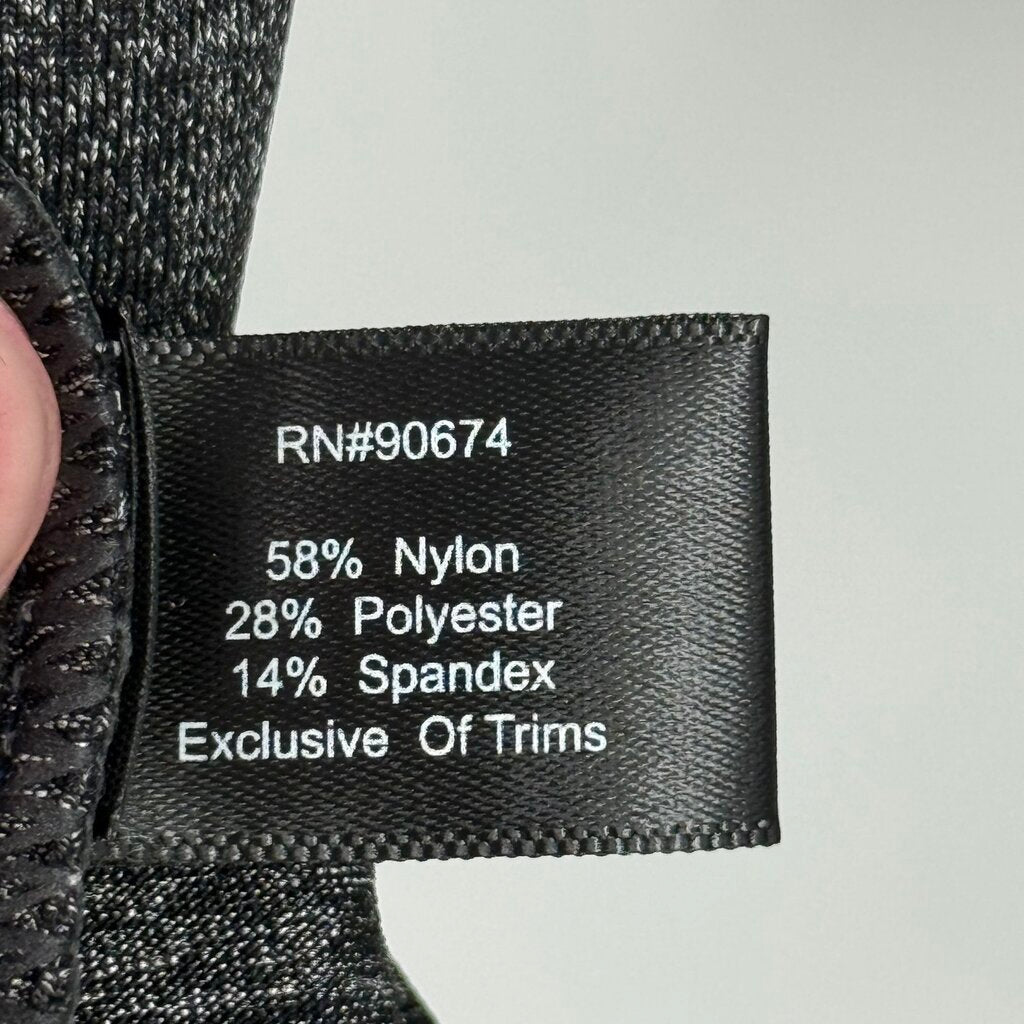 RN#90674
58% Nylon
28% Polyester
14% Spandex
Exclusive Of Trims